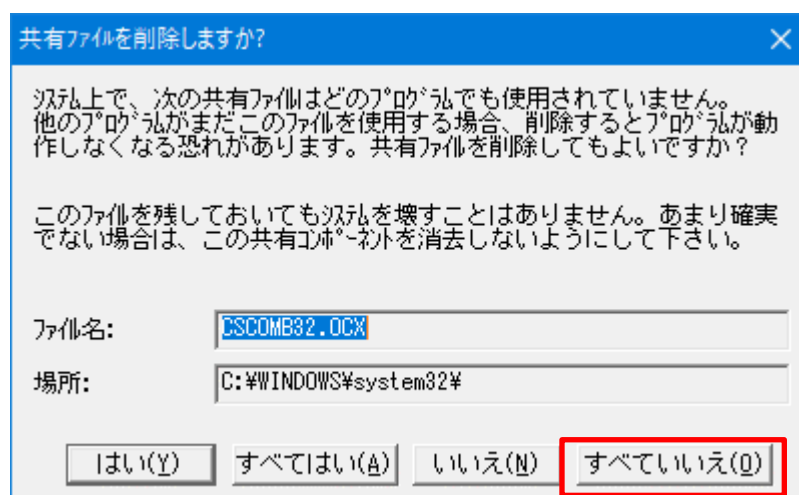 共有ﾌｧｲﾙを削除しますか?
ｼｽﾃﾑ上で、次の共有ﾌｧｲﾙはどのﾌﾟﾛｸﾞﾗﾑでも使用されていません。
他のﾌﾟﾛｸﾞﾗﾑがまだこのﾌｧｲﾙを使用する場合、削除するとﾌﾟﾛｸﾞﾗﾑが動
作しなくなる恐れがあります。共有ﾌｧｲﾙを削除してもよいですか？
このﾌｧｲﾙを残しておいてもｼｽﾃﾑを壊すことはありません。あまり確実
でない場合は、この共有ｺﾝﾎﾟｰﾈﾝﾄを消去しないようにして下さい。
ﾌｧｲﾙ名: CSCOMB32.OCX
場所: C:¥WINDOWS¥system32¥
はい(Y) すべてはい(A) いいえ(N) すべていいえ(O)